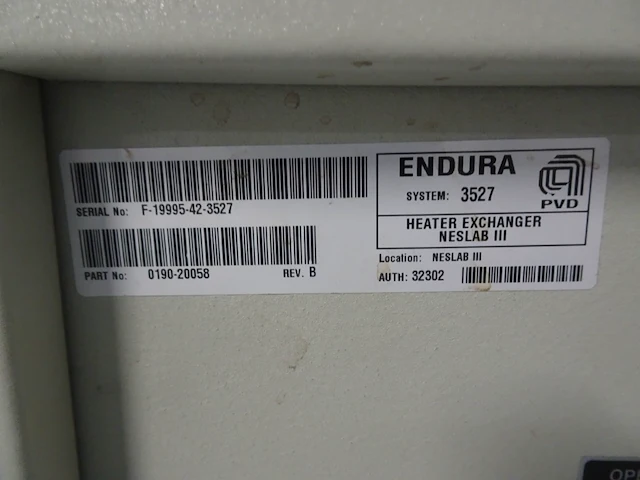 SERIAL No: F-19995-42-3527
PART No: 0190-20058 REV. B
ENDURA
SYSTEM: 3527
PVD
HEATER EXCHANGER
NESLAB III
Location: NESLAB III
AUTH: 32302